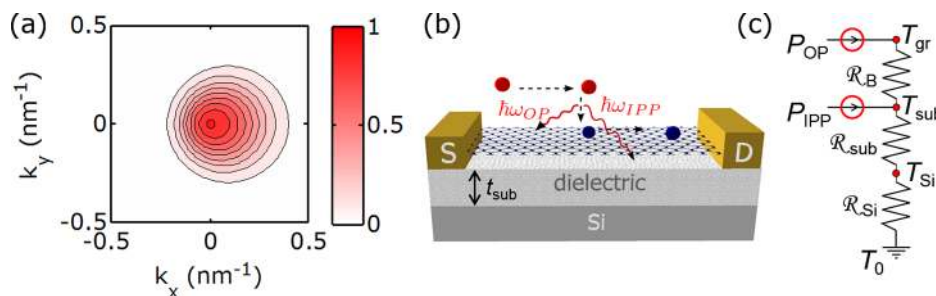 (a)
0.5
0
-0.5
k_y (nm⁻¹)
-0.5
0
0.5
k_x (nm⁻¹)
1
0.5
0
(b)
ħω_OP
ħω_IPP
S
D
t_sub
dielectric
Si
(c)
P_OP
T_gr
ℛ_B
P_IPP
T_sub
ℛ_sub
T_Si
ℛ_Si
T_0